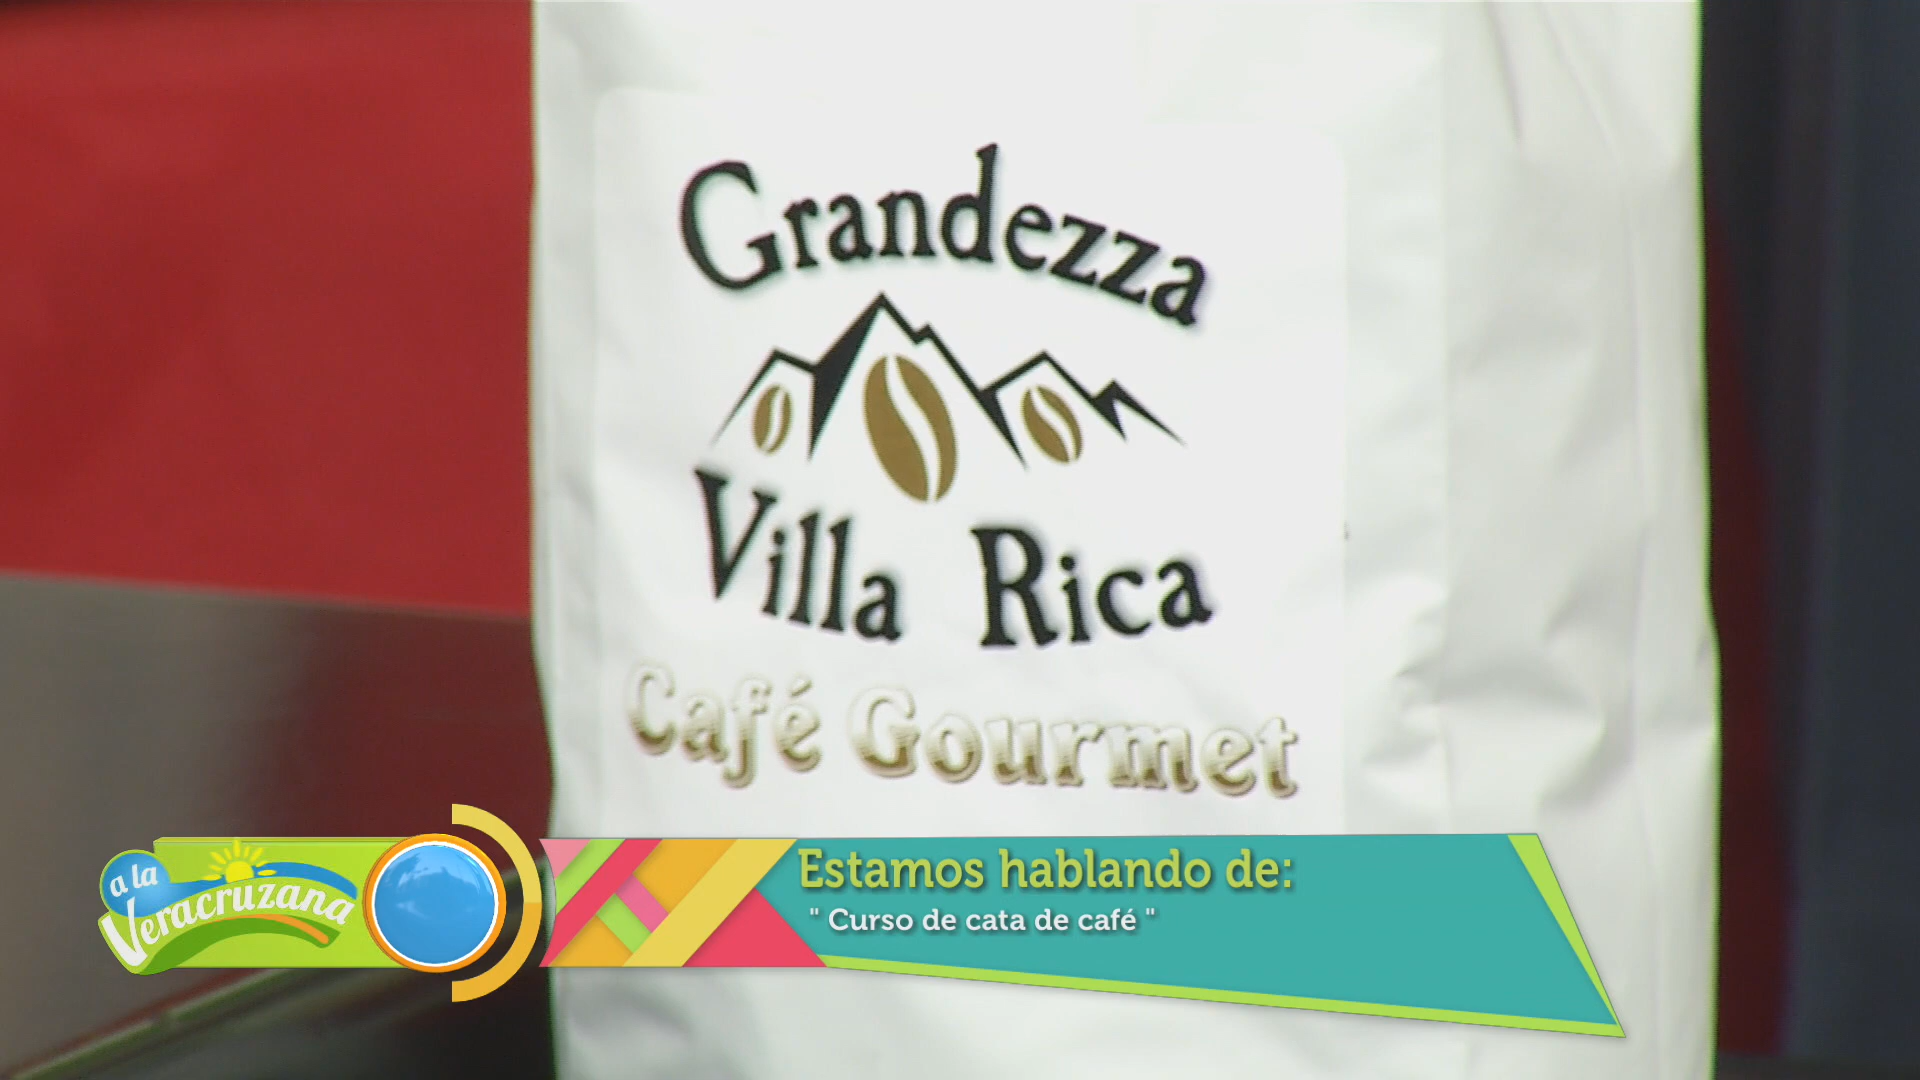 Grandezza
Villa Rica
Café Gourmet
a la
Veracruzana
Estamos hablando de:
" Curso de cata de café "